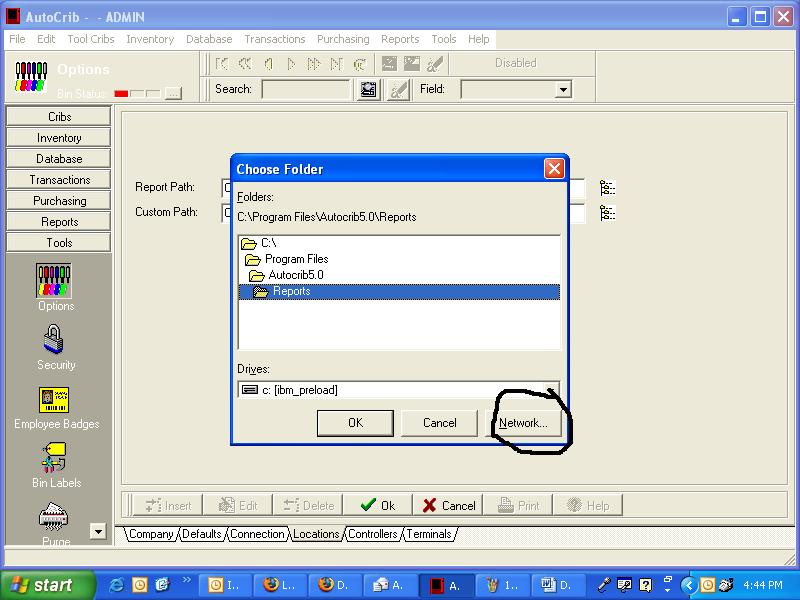 AutoCrib - - ADMIN
File Edit Tool Cribs Inventory Database Transactions Purchasing Reports Tools Help
Options
Disabled
Bin Status: ...
Search: Field:
Cribs
Inventory
Database
Transactions
Purchasing
Reports
Tools
Options
Security
Employee Badges
Bin Labels
Purge
Report Path: C
Custom Path: C
Choose Folder
Folders:
C:\Program Files\Autocrib5.0\Reports
C:\
Program Files
Autocrib5.0
Reports
Drives:
c: [ibm_preload]
OK Cancel Network...
Insert Edit Delete Ok Cancel Print Help
Company Defaults Connection Locations Controllers Terminals
start I... L... D... A... A. 1... D. 4:44 PM